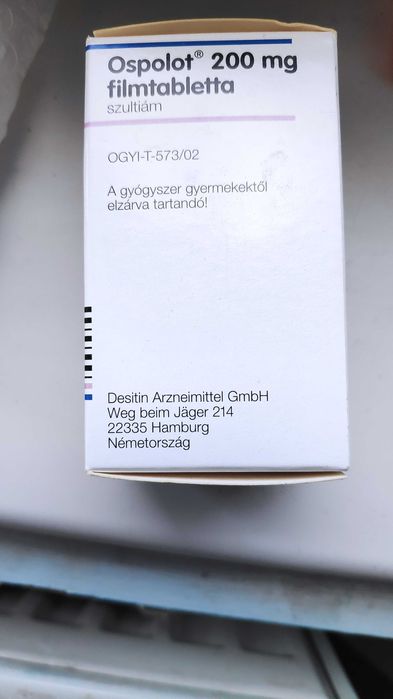 Ospolot® 200 mg
filmtabletta
szultiám
OGYI-T-573/02
A gyógyszer gyermekektől
elzárva tartandó!
Desitin Arzneimittel GmbH
Weg beim Jäger 214
22335 Hamburg
Németország